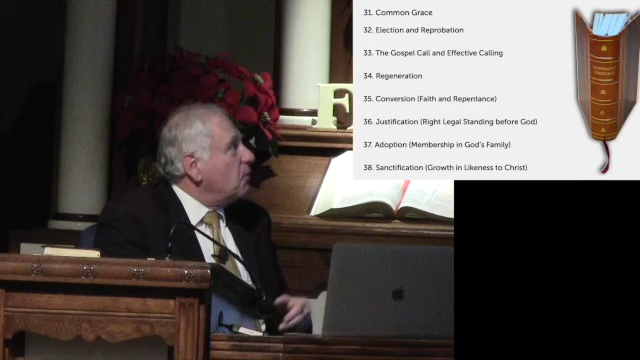 31. Common Grace
32. Election and Reprobation
33. The Gospel Call and Effective Calling
34. Regeneration
35. Conversion (Faith and Repentance)
36. Justification (Right Legal Standing before God)
37. Adoption (Membership in God's Family)
38. Sanctification (Growth in Likeness to Christ)